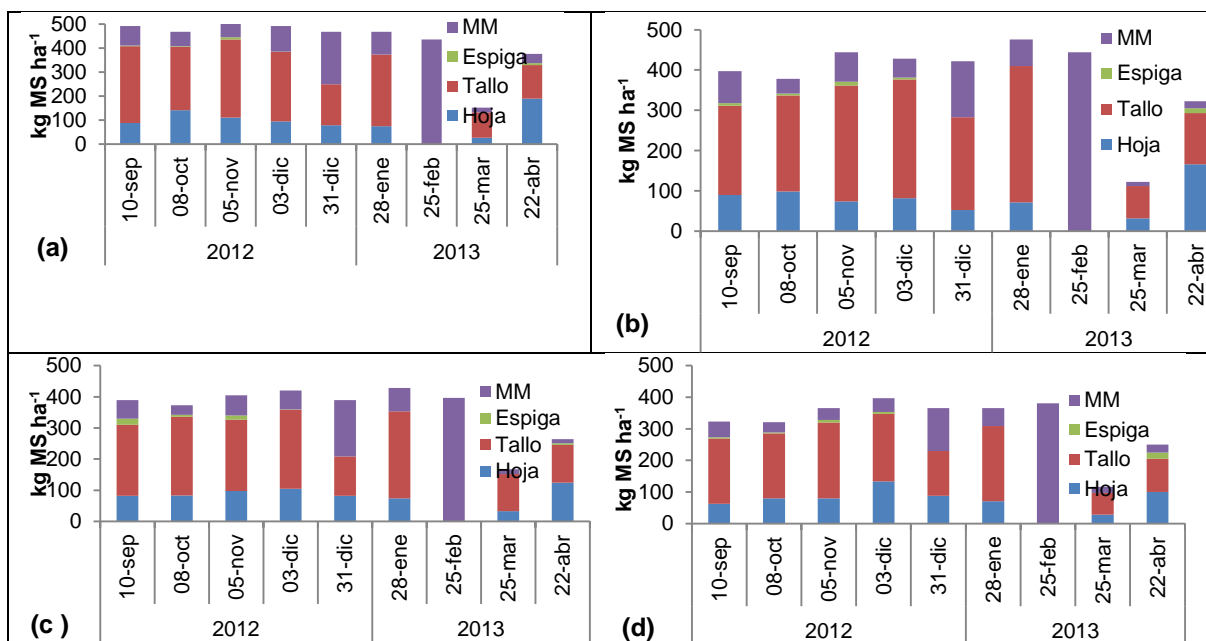 kg MS ha-1
500
400
300
200
100
0
MM
Espiga
Tallo
Hoja
10-sep
08-oct
05-nov
03-dic
31-dic
28-ene
25-feb
25-mar
22-abr
2012
2013
(a)
kg MS ha-1
500
400
300
200
100
0
MM
Espiga
Tallo
Hoja
10-sep
08-oct
05-nov
03-dic
31-dic
28-ene
25-feb
25-mar
22-abr
2012
2013
(b)
kg MS ha-1
500
400
300
200
100
0
MM
Espiga
Tallo
Hoja
10-sep
08-oct
05-nov
03-dic
31-dic
28-ene
25-feb
25-mar
22-abr
2012
2013
(c )
kg MS ha-1
500
400
300
200
100
0
MM
Espiga
Tallo
Hoja
10-sep
08-oct
05-nov
03-dic
31-dic
28-ene
25-feb
25-mar
22-abr
2012
2013
(d)